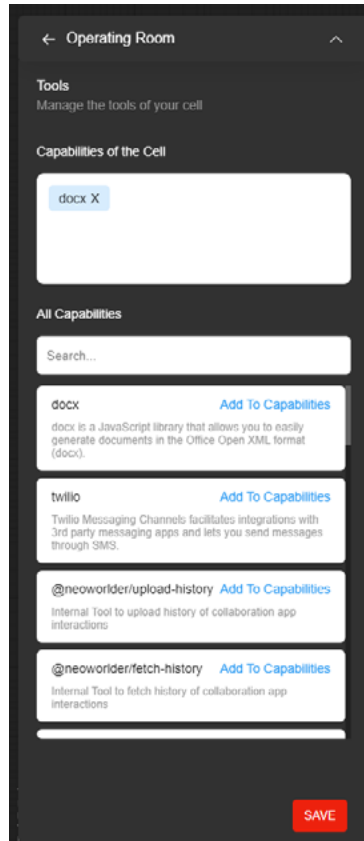 ← Operating Room
Tools
Manage the tools of your cell
Capabilities of the Cell
docx X
All Capabilities
Search...
docx Add To Capabilities
docx is a JavaScript library that allows you to easily
generate documents in the Office Open XML format
(docx).
twilio Add To Capabilities
Twilio Messaging Channels facilitates integrations with
3rd party messaging apps and lets you send messages
through SMS.
@neoworlder/upload-history Add To Capabilities
Internal Tool to upload history of collaboration app
interactions
@neoworlder/fetch-history Add To Capabilities
Internal Tool to fetch history of collaboration app
interactions
SAVE